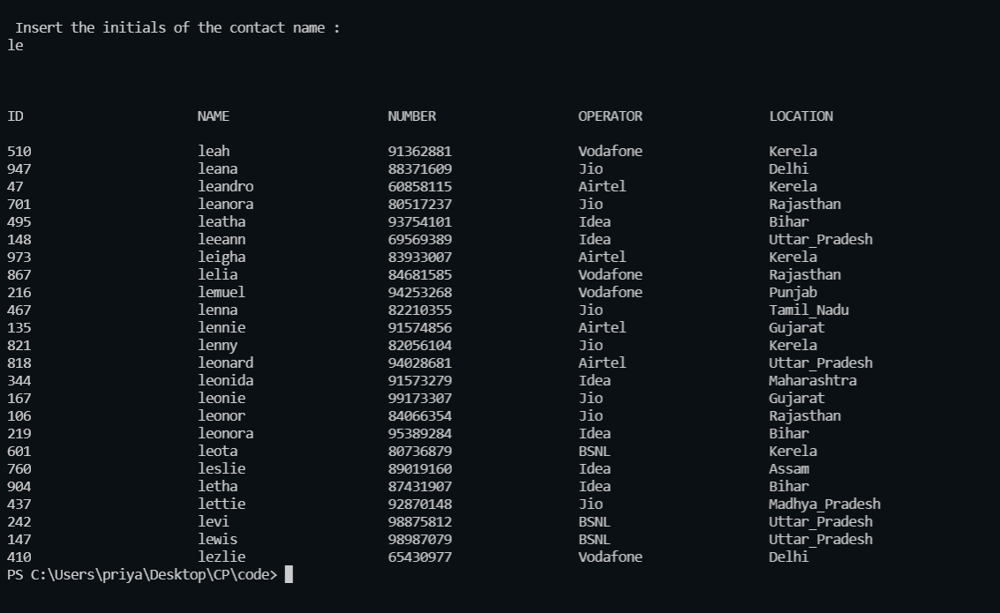 Insert the initials of the contact name :
le
ID NAME NUMBER OPERATOR LOCATION
510 leah 91362881 Vodafone Kerela
947 leana 88371609 Jio Delhi
47 leandro 60858115 Airtel Kerela
701 leanora 80517237 Jio Rajasthan
495 leatha 93754101 Idea Bihar
148 leeann 69569389 Idea Uttar_Pradesh
973 leigha 83933007 Airtel Kerela
867 lelia 84681585 Vodafone Rajasthan
216 lemuel 94253268 Vodafone Punjab
467 lenna 82210355 Jio Tamil_Nadu
135 lennie 91574856 Airtel Gujarat
821 lenny 82056104 Jio Kerela
818 leonard 94028681 Airtel Uttar_Pradesh
344 leonida 91573279 Idea Maharashtra
167 leonie 99173307 Jio Gujarat
106 leonor 84066354 Jio Rajasthan
219 leonora 95389284 Idea Bihar
601 leota 80736879 BSNL Kerela
760 leslie 89019160 Idea Assam
904 letha 87431907 Idea Bihar
437 lettie 92870148 Jio Madhya_Pradesh
242 levi 98875812 BSNL Uttar_Pradesh
147 lewis 98987079 BSNL Uttar_Pradesh
410 lezlie 65430977 Vodafone Delhi
PS C:\Users\priya\Desktop\CP\code>